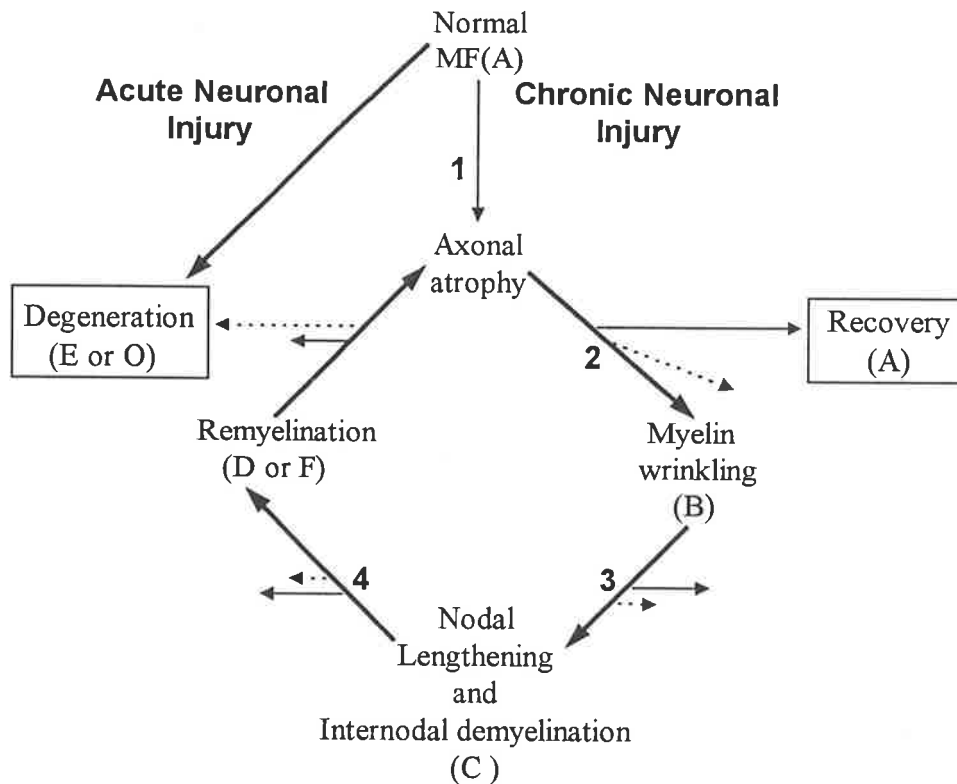 Normal
MF(A)
Acute Neuronal
Injury
Chronic Neuronal
Injury
1
Axonal
atrophy
Degeneration
(E or O)
Recovery
(A)
2
Remyelination
(D or F)
Myelin
wrinkling
(B)
4
3
Nodal
Lengthening
and
Internodal demyelination
(C )